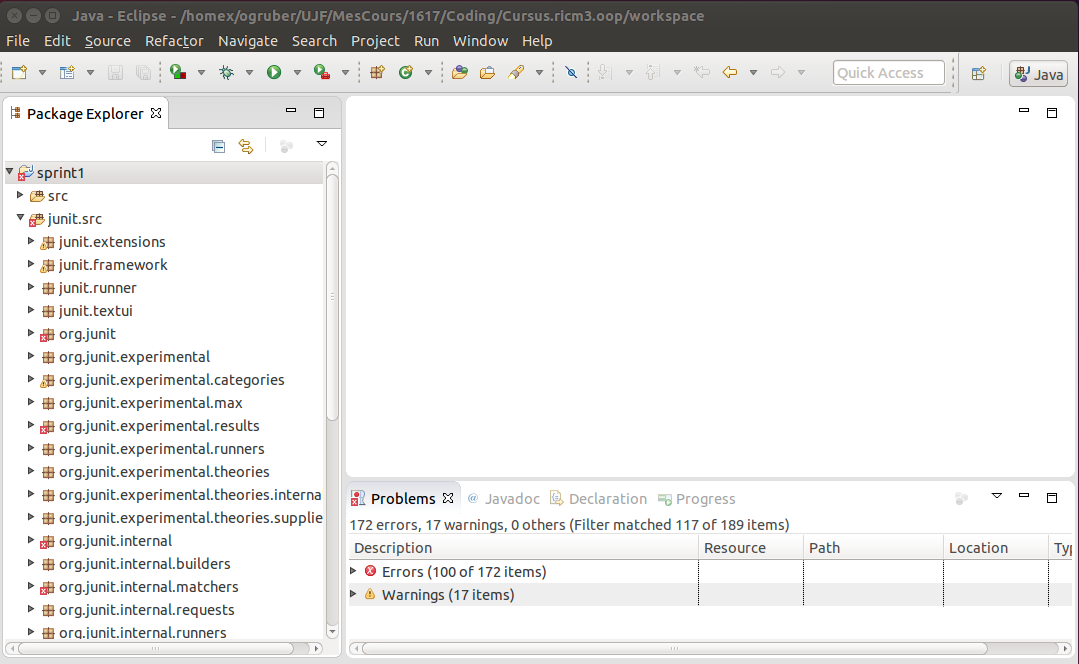 Java - Eclipse - /homex/ogruber/UJF/MesCours/1617/Coding/Cursus.ricm3.oop/workspace
File Edit Source Refactor Navigate Search Project Run Window Help
Quick Access
Java
Package Explorer
sprint1
src
junit.src
junit.extensions
junit.framework
junit.runner
junit.textui
org.junit
org.junit.experimental
org.junit.experimental.categories
org.junit.experimental.max
org.junit.experimental.results
org.junit.experimental.runners
org.junit.experimental.theories
org.junit.experimental.theories.interna
org.junit.experimental.theories.supplie
org.junit.internal
org.junit.internal.builders
org.junit.internal.matchers
org.junit.internal.requests
org.junit.internal.runners
Problems @ Javadoc Declaration Progress
172 errors, 17 warnings, 0 others (Filter matched 117 of 189 items)
Description Resource Path Location Typ
Errors (100 of 172 items)
Warnings (17 items)